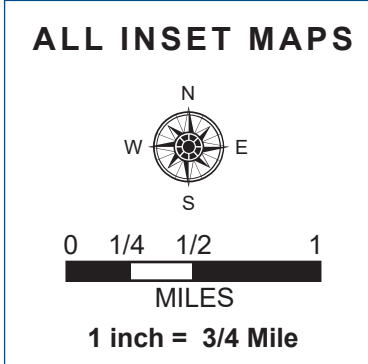 ALL INSET MAPS
N
W E
S
0 1/4 1/2 1
MILES
1 inch = 3/4 Mile